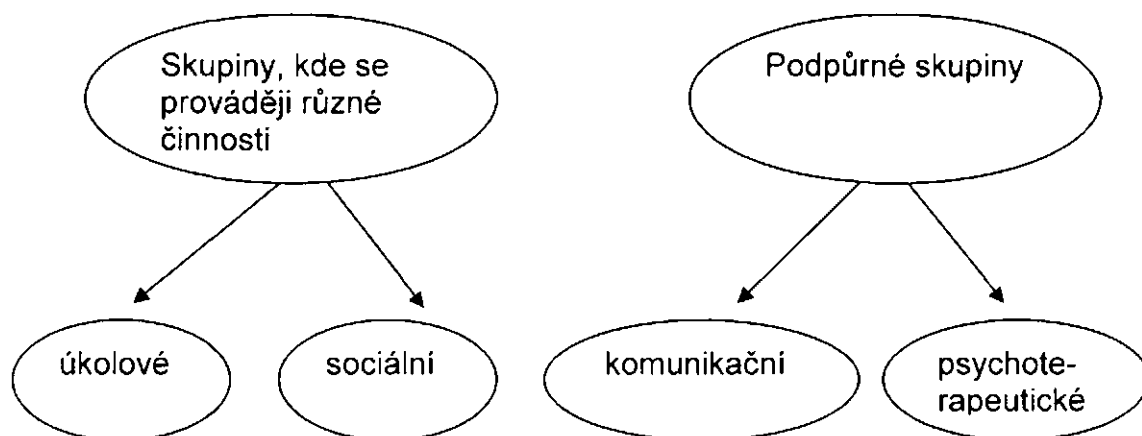 Skupiny, kde se
prováději různé
činnosti
Podpůrné skupiny
úkolové
sociální
komunikační
psychote-
rapeutické